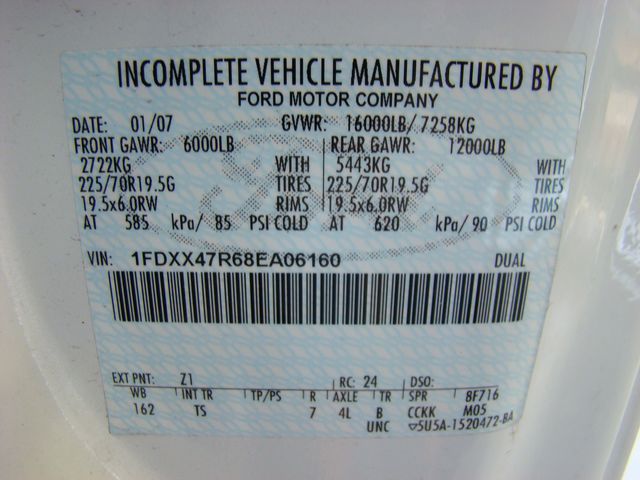 INCOMPLETE VEHICLE MANUFACTURED BY
FORD MOTOR COMPANY
DATE: 01/07 GVWR: 16000LB/ 7258KG
FRONT GAWR: 6000LB REAR GAWR: 12000LB
2722KG WITH 5443KG WITH
225/70R19.5G TIRES 225/70R19.5G TIRES
19.5x6.0RW RIMS 19.5x6.0RW RIMS
AT 585 kPa/ 85 PSI COLD AT 620 kPa/ 90 PSI COLD
VIN: 1FDXX47R68EA06160 DUAL
EXT PNT: Z1 RC: 24 DSO:
WB INT TR TP/PS R AXLE TR SPR 8F716
162 TS 7 4L B CCKK M05
UNC ▽5U5A-1520472-BA